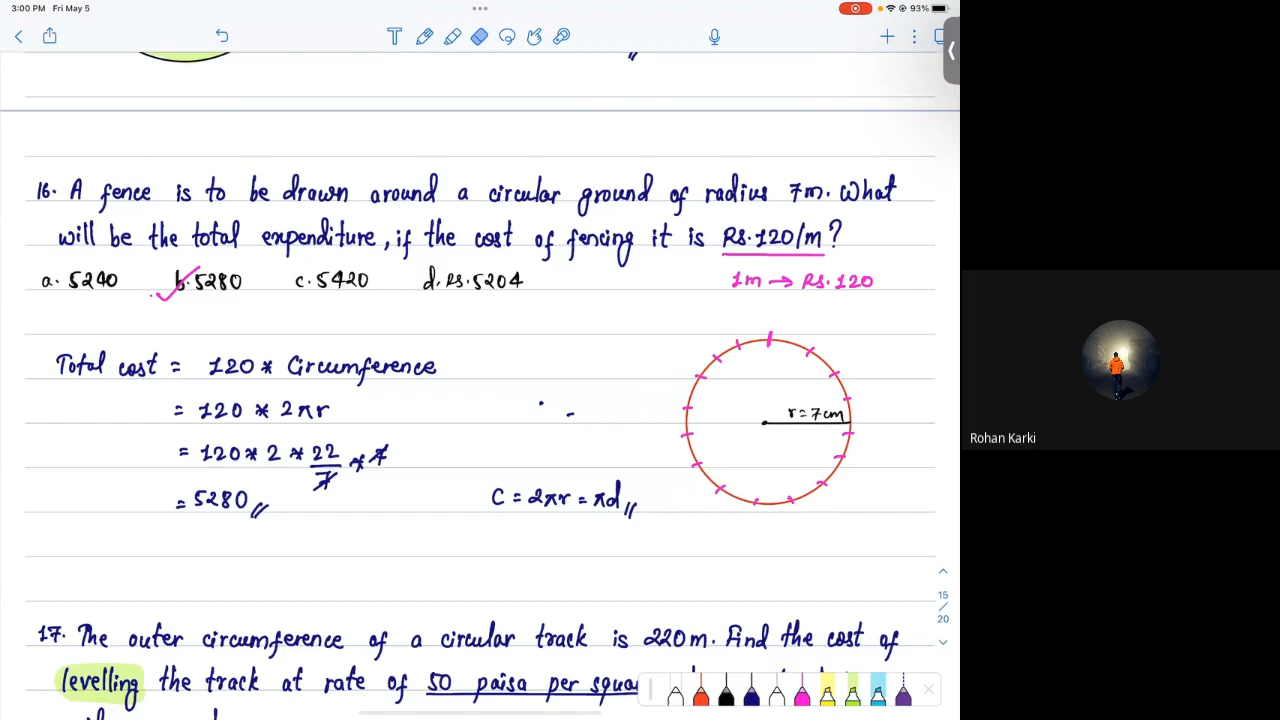 3:00 PM Fri May 5
93%
T
16. A fence is to be drawn around a circular ground of radius 7m. What
will be the total expenditure, if the cost of fencing it is RS.120/m?
a. 5240 b. 5280 c. 5420 d. RS. 5204
1m → RS. 120
Total cost = 120 * Circumference
= 120 * 2πr
= 120 * 2 * 22/7 * 7
= 5280 //
C = 2πr = πd //
r = 7 cm
15
/
20
17. The outer circumference of a circular track is 220m. Find the cost of
levelling the track at rate of 50 paisa per squa
Rohan Karki